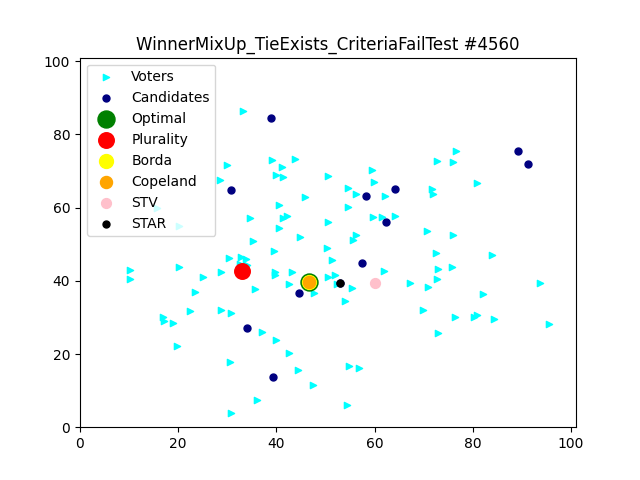 WinnerMixUp_TieExists_CriteriaFailTest #4560
100
80
60
40
20
0
Voters
Candidates
Optimal
Plurality
Borda
Copeland
STV
STAR
0 20 40 60 80 100